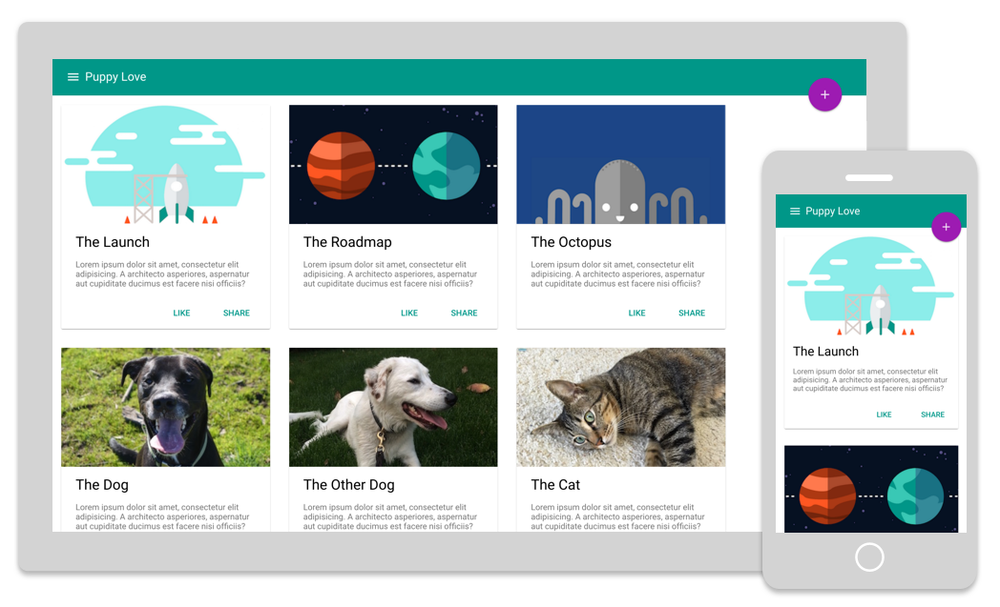 Puppy Love
+
The Launch
Lorem ipsum dolor sit amet, consectetur elit
adipisicing. A architecto asperiores, aspernatur
aut cupiditate ducimus est facere nisi officiis?
LIKE SHARE
The Roadmap
Lorem ipsum dolor sit amet, consectetur elit
adipisicing. A architecto asperiores, aspernatur
aut cupiditate ducimus est facere nisi officiis?
LIKE SHARE
The Octopus
Lorem ipsum dolor sit amet, consectetur elit
adipisicing. A architecto asperiores, aspernatur
aut cupiditate ducimus est facere nisi officiis?
LIKE SHARE
The Dog
Lorem ipsum dolor sit amet, consectetur elit
adipisicing. A architecto asperiores, aspernatur
aut cupiditate ducimus est facere nisi officiis?
The Other Dog
Lorem ipsum dolor sit amet, consectetur elit
adipisicing. A architecto asperiores, aspernatur
aut cupiditate ducimus est facere nisi officiis?
The Cat
Lorem ipsum dolor sit amet, consectetur elit
adipisicing. A architecto asperiores, aspernatur
aut cupiditate ducimus est facere nisi officiis?
Puppy Love
+
The Launch
Lorem ipsum dolor sit amet, consectetur elit
adipisicing. A architecto asperiores, aspernatur
aut cupiditate ducimus est facere nisi officiis?
LIKE SHARE